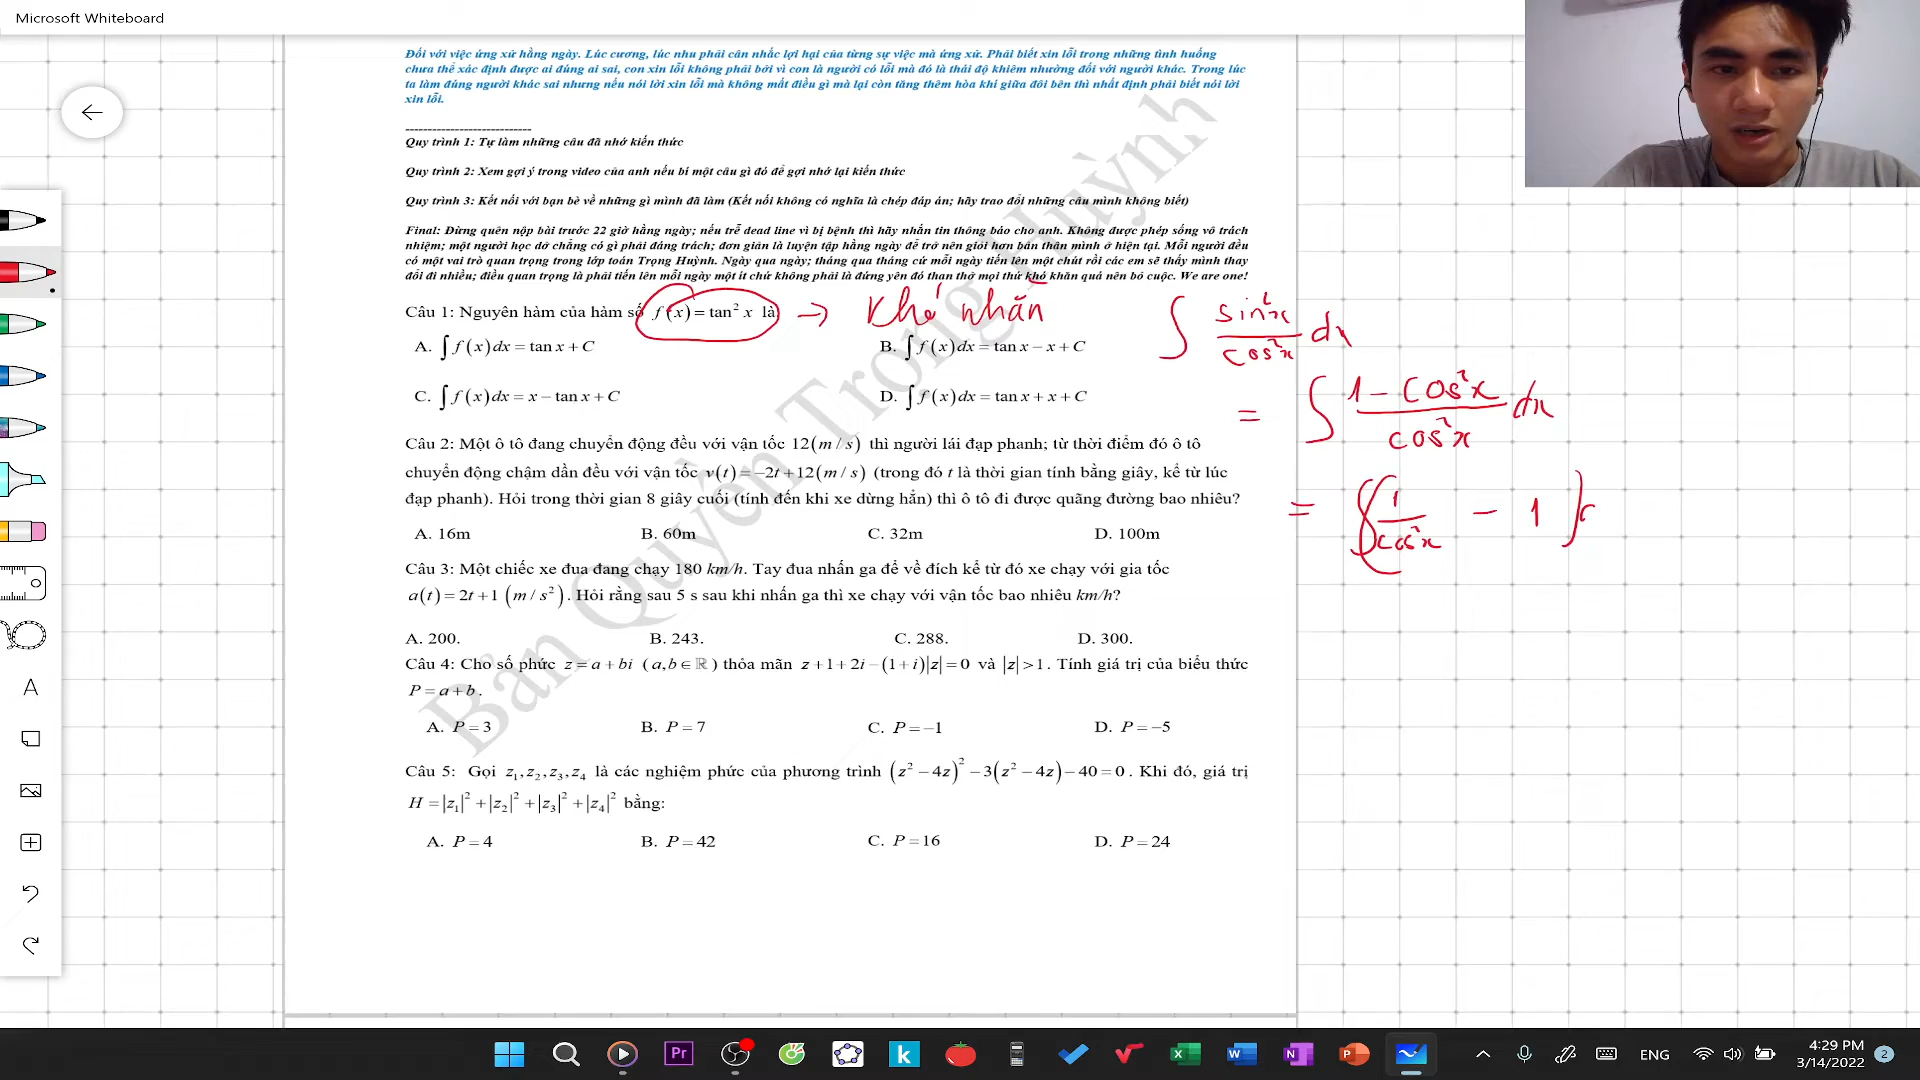 Microsoft Whiteboard
Đối với việc ứng xử hằng ngày. Lúc cương, lúc nhu phải cân nhắc lợi hại của từng sự việc mà ứng xử. Phải biết xin lỗi trong những tình huống
chưa thể xác định được ai đúng ai sai, con xin lỗi không phải bởi vì con là người có lỗi mà đó là thái độ khiêm nhường đối với người khác. Trong lúc
ta làm đúng người khác sai nhưng nếu nói lời xin lỗi mà không mất điều gì mà lại còn tăng thêm hòa khí giữa đôi bên thì nhất định phải biết nói lời
xin lỗi.
----------------------------
Quy trình 1: Tự làm những câu đã nhớ kiến thức
Quy trình 2: Xem gợi ý trong video của anh nếu bí một câu gì đó để gợi nhớ lại kiến thức
Quy trình 3: Kết nối với bạn bè về những gì mình đã làm (Kết nối không có nghĩa là chép đáp án; hãy trao đổi những câu mình không biết)
Final: Đừng quên nộp bài trước 22 giờ hằng ngày; nếu trễ dead line vì bị bệnh thì hãy nhắn tin thông báo cho anh. Không được phép sống vô trách
nhiệm; một người học dở chẳng có gì phải đáng trách; đơn giản là luyện tập hằng ngày để trở nên giỏi hơn bản thân mình ở hiện tại. Mỗi người đều
có một vai trò quan trọng trong lớp toán Trọng Huỳnh. Ngày qua ngày; tháng qua tháng cứ mỗi ngày tiến lên một chút rồi các em sẽ thấy mình thay
đổi đi nhiều; điều quan trọng là phải tiến lên mỗi ngày một ít chứ không phải là đứng yên đó than thở mọi thứ khó khăn quá nên bỏ cuộc. We are one!
Câu 1: Nguyên hàm của hàm số f(x) = tan² x là → Khó nhằn
A. ∫ f(x)dx = tan x + C B. ∫ f(x)dx = tan x − x + C
C. ∫ f(x)dx = x − tan x + C D. ∫ f(x)dx = tan x + x + C
∫ sin²x / cos²x dx
= ∫ (1 − cos²x) / cos²x dx
= ∫ (1 / cos²x − 1)
Câu 2: Một ô tô đang chuyển động đều với vận tốc 12(m / s) thì người lái đạp phanh; từ thời điểm đó ô tô
chuyển động chậm dần đều với vận tốc v(t) = −2t + 12(m / s) (trong đó t là thời gian tính bằng giây, kể từ lúc
đạp phanh). Hỏi trong thời gian 8 giây cuối (tính đến khi xe dừng hẳn) thì ô tô đi được quãng đường bao nhiêu?
A. 16m B. 60m C. 32m D. 100m
Câu 3: Một chiếc xe đua đang chạy 180 km/h. Tay đua nhấn ga để về đích kể từ đó xe chạy với gia tốc
a(t) = 2t + 1 (m / s²). Hỏi rằng sau 5 s sau khi nhấn ga thì xe chạy với vận tốc bao nhiêu km/h?
A. 200. B. 243. C. 288. D. 300.
Câu 4: Cho số phức z = a + bi (a, b ∈ ℝ) thỏa mãn z + 1 + 2i − (1 + i)|z| = 0 và |z| > 1. Tính giá trị của biểu thức
P = a + b.
A. P = 3 B. P = 7 C. P = −1 D. P = −5
Câu 5: Gọi z₁, z₂, z₃, z₄ là các nghiệm phức của phương trình (z² − 4z)² − 3(z² − 4z) − 40 = 0. Khi đó, giá trị
H = |z₁|² + |z₂|² + |z₃|² + |z₄|² bằng:
A. P = 4 B. P = 42 C. P = 16 D. P = 24
Bản Quyền Trọng Huỳnh
A
Pr
k
ENG
4:29 PM
3/14/2022
2